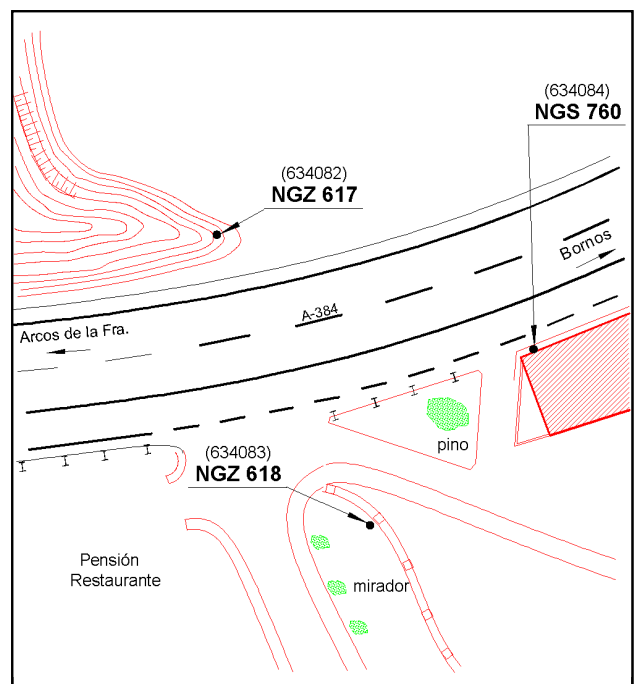 (634084)
NGS 760
(634082)
NGZ 617
Bornos
A-384
Arcos de la Fra.
pino
(634083)
NGZ 618
Pensión
Restaurante
mirador